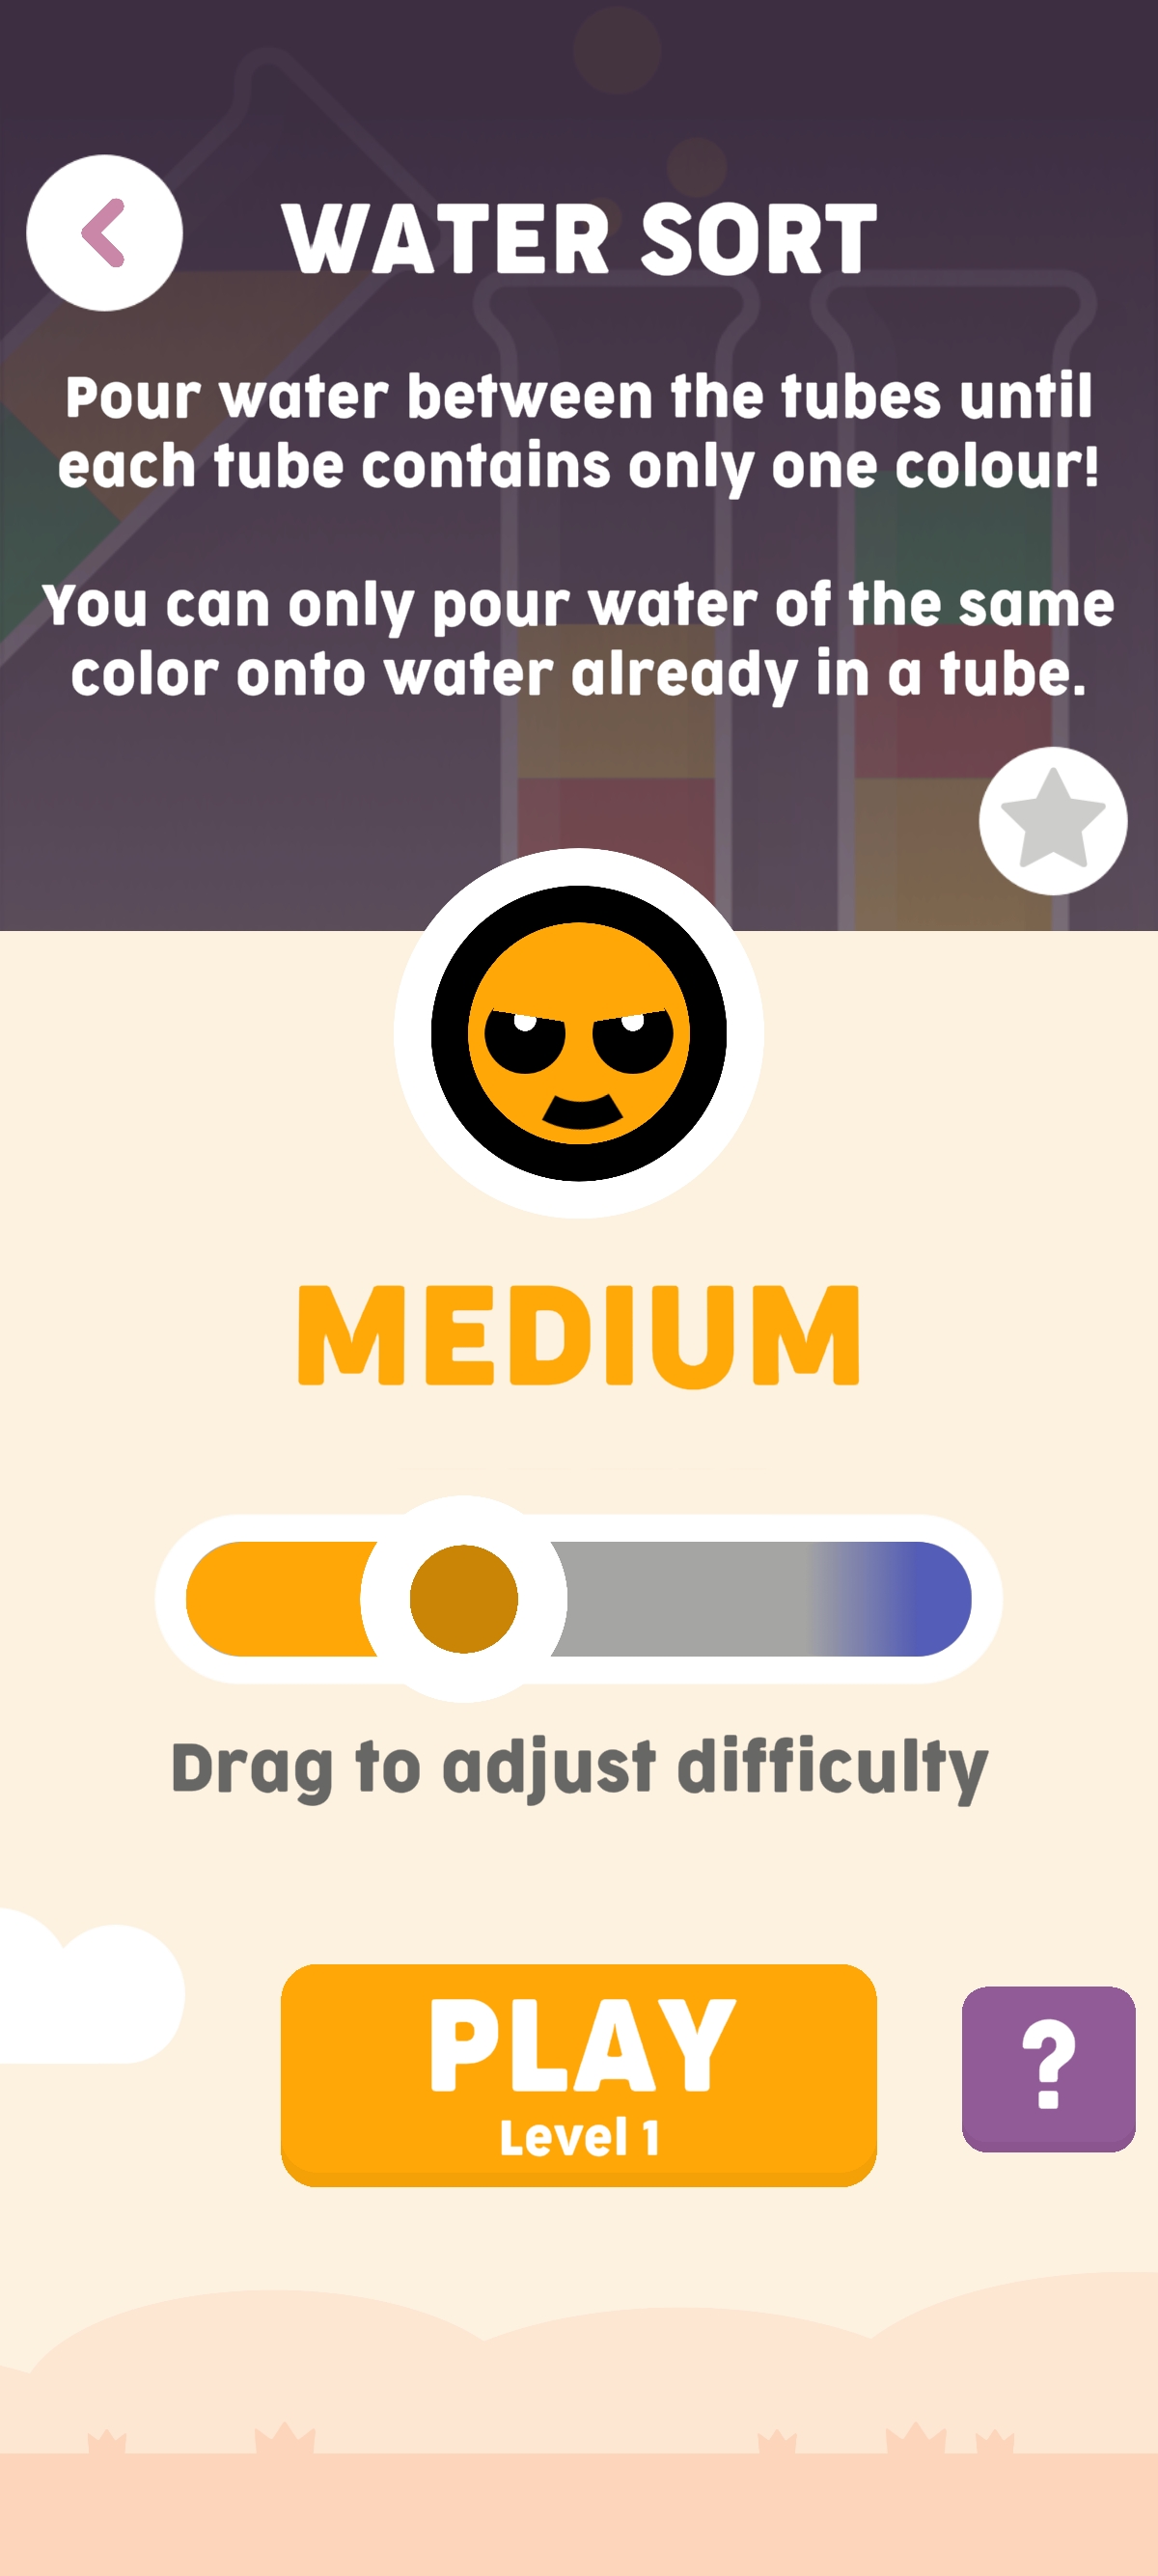 WATER SORT
Pour water between the tubes until
each tube contains only one colour!
You can only pour water of the same
color onto water already in a tube.
MEDIUM
Drag to adjust difficulty
PLAY
Level 1
?